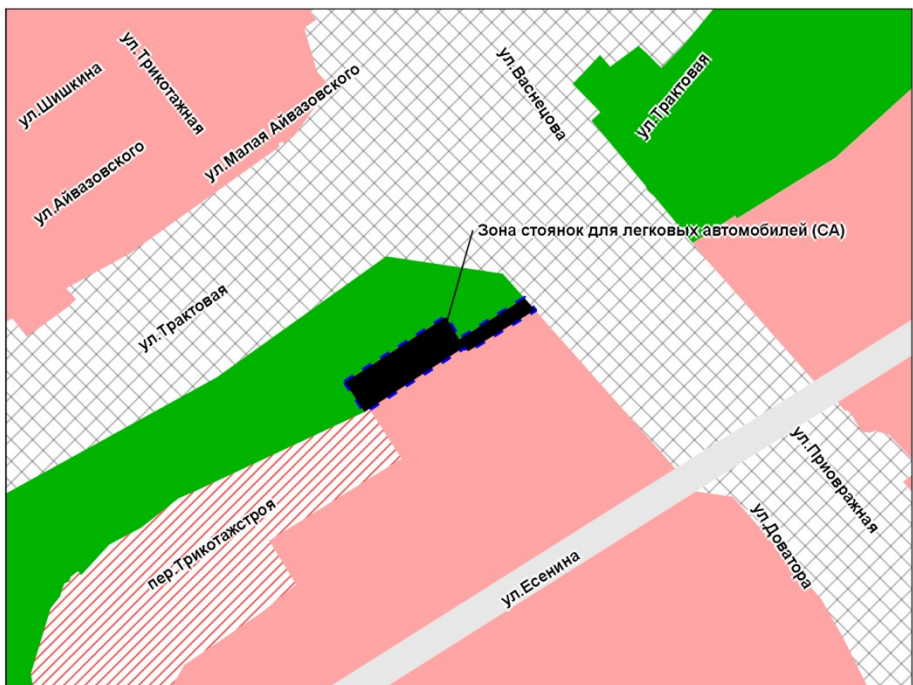 ул.Шишкина
ул.Трикотажная
ул.Айвазовского
ул.Малая Айвазовского
ул.Васнецова
ул.Трактовая
Зона стоянок для легковых автомобилей (СА)
ул.Трактовая
пер.Трикотажстроя
ул.Есенина
ул.Приовражная
ул.Доватора